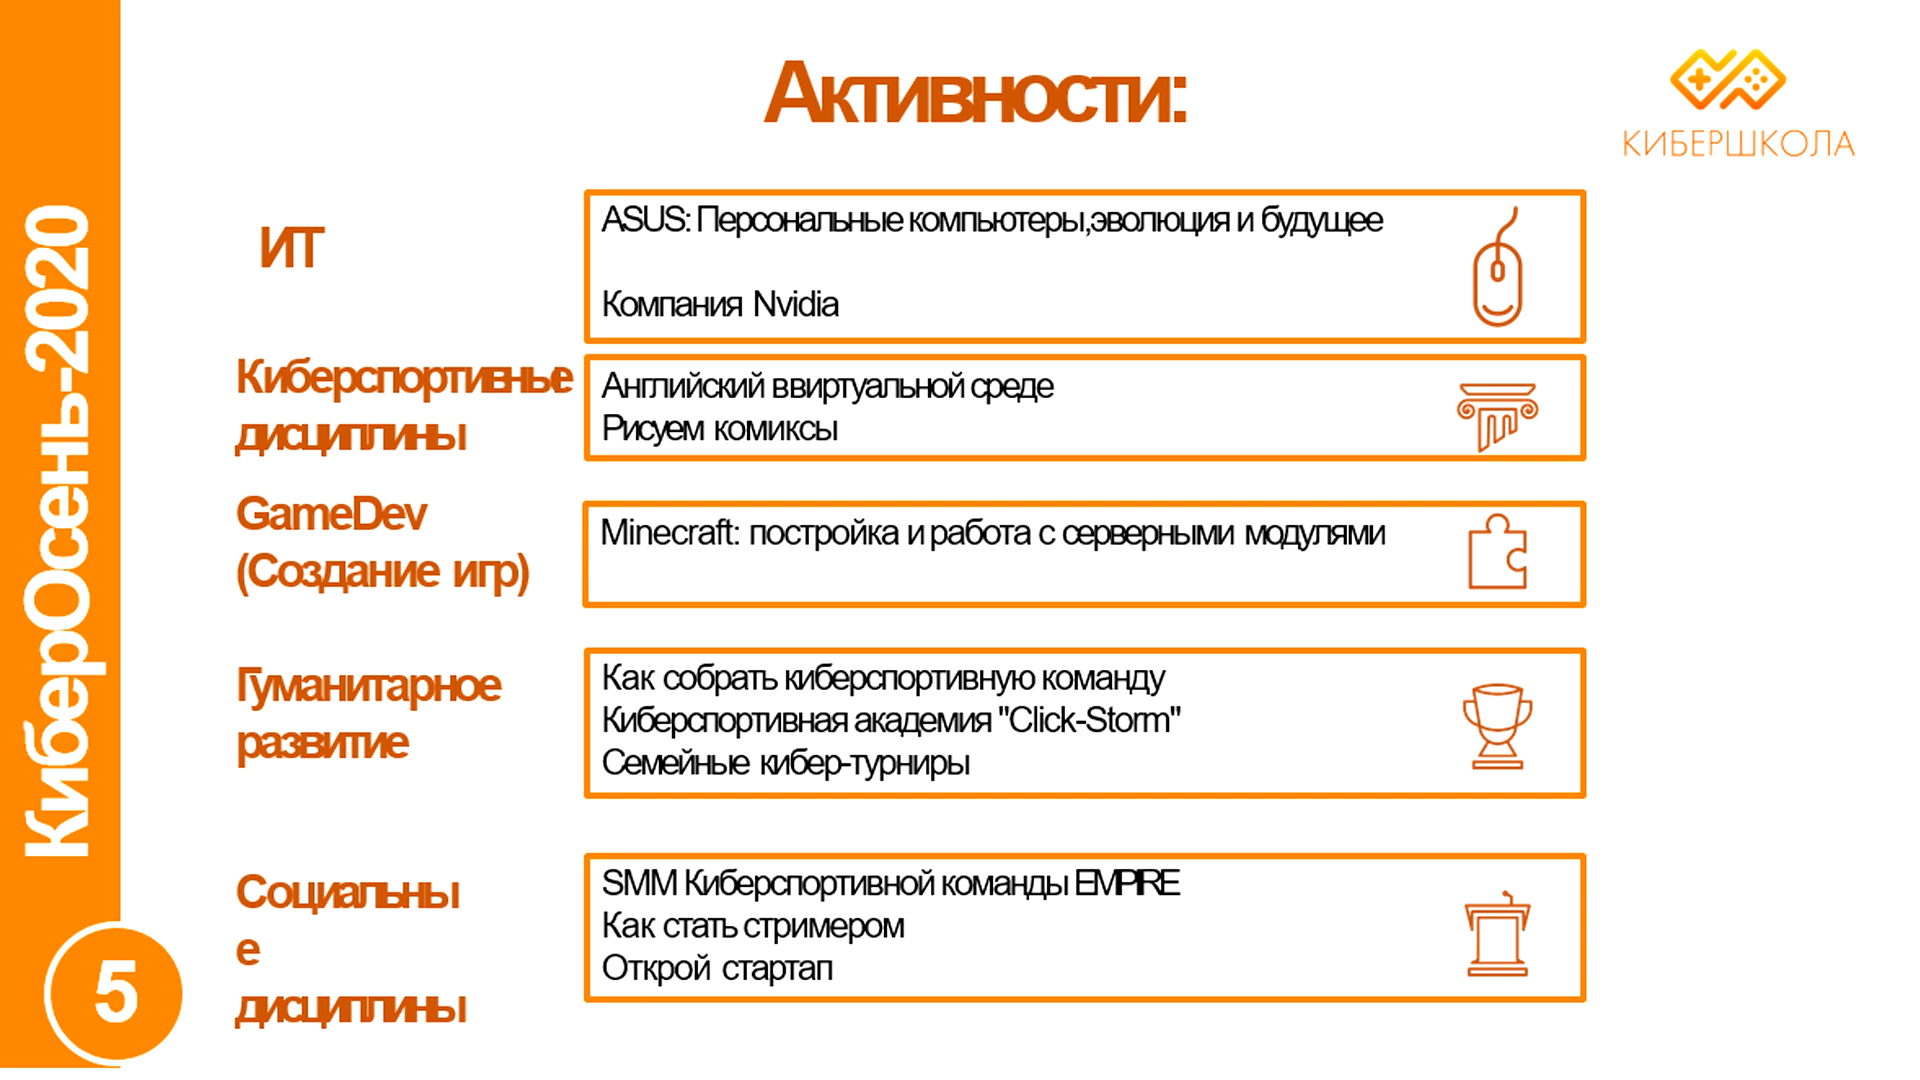 Активности:
КИБЕРШКОЛА
КиберОсень-2020
ИТ
ASUS: Персональные компьютеры,эволюция и будущее
Компания Nvidia
Киберспортивные
дисциплины
Английский ввиртуальной среде
Рисуем комиксы
GameDev
(Создание игр)
Minecraft: постройка и работа с серверными модулями
Гуманитарное
развитие
Как собрать киберспортивную команду
Киберспортивная академия "Click-Storm"
Семейные кибер-турниры
Социальны
е
дисциплины
SMM Киберспортивной команды EMPIRE
Как стать стримером
Открой стартап
5